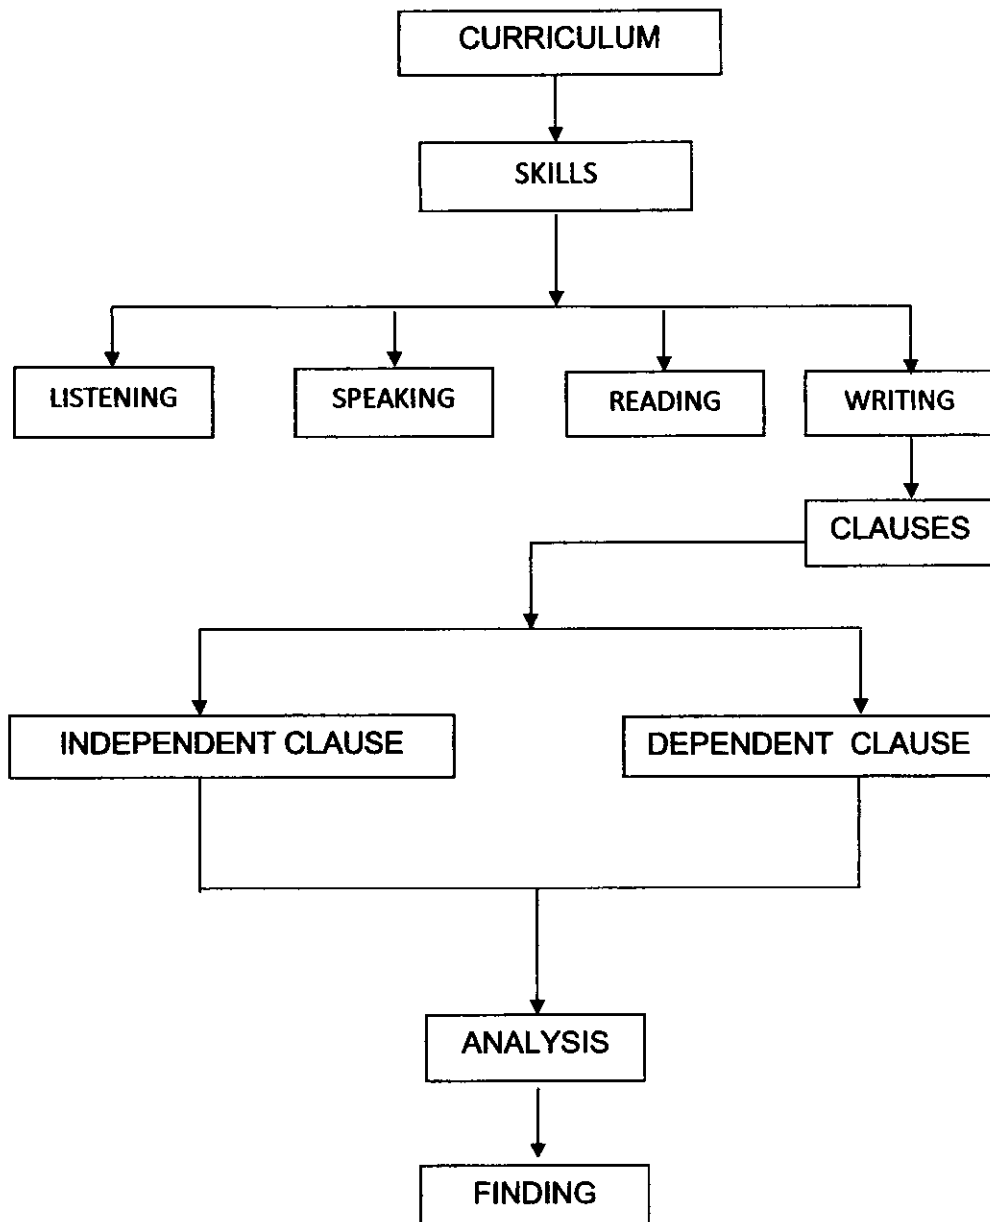 CURRICULUM
SKILLS
LISTENING
SPEAKING
READING
WRITING
CLAUSES
INDEPENDENT CLAUSE
DEPENDENT CLAUSE
ANALYSIS
FINDING